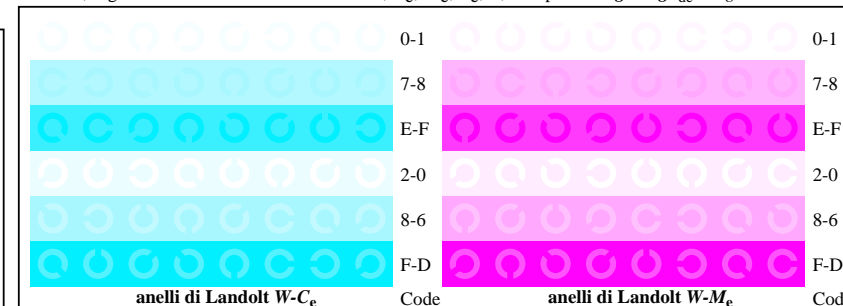 0-1
7-8
E-F
2-0
8-6
F-D
anelli di Landolt W-Ce
Code
0-1
7-8
E-F
2-0
8-6
F-D
anelli di Landolt W-Me